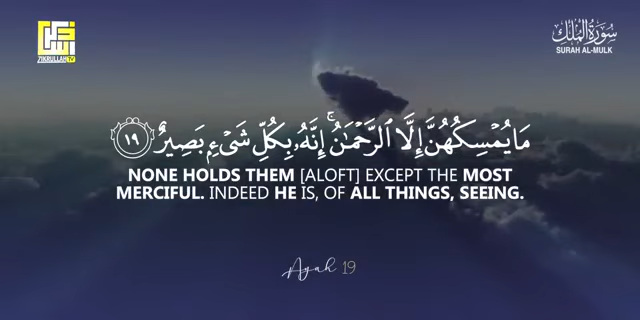 ZIKRULLAH TV
سُورَةُ الْمُلْكِ
SURAH AL-MULK
مَا يُمْسِكُهُنَّ إِلَّا ٱلرَّحْمَـٰنُ ۚ إِنَّهُۥ بِكُلِّ شَىْءٍۭ بَصِيرٌ ١٩
NONE HOLDS THEM [ALOFT] EXCEPT THE MOST
MERCIFUL. INDEED HE IS, OF ALL THINGS, SEEING.
Ayah 19